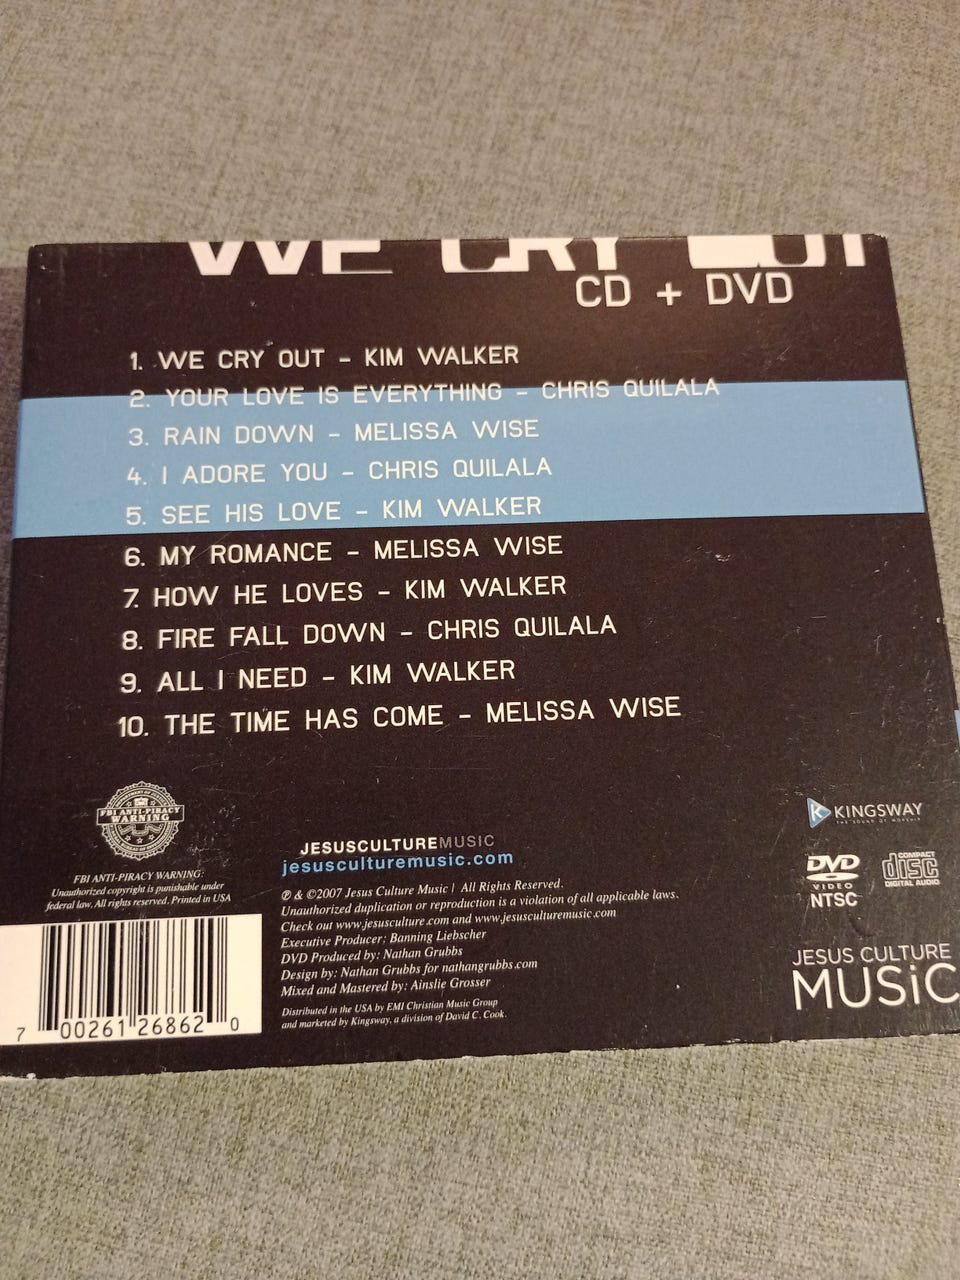 WE CRY OUT
CD + DVD
1. WE CRY OUT – KIM WALKER
2. YOUR LOVE IS EVERYTHING – CHRIS QUILALA
3. RAIN DOWN – MELISSA WISE
4. I ADORE YOU – CHRIS QUILALA
5. SEE HIS LOVE – KIM WALKER
6. MY ROMANCE – MELISSA WISE
7. HOW HE LOVES – KIM WALKER
8. FIRE FALL DOWN – CHRIS QUILALA
9. ALL I NEED – KIM WALKER
10. THE TIME HAS COME – MELISSA WISE
FBI ANTI-PIRACY
WARNING
FBI ANTI-PIRACY WARNING:
Unauthorized copyright is punishable under
federal law. All rights reserved. Printed in USA
7 00261 26862 0
JESUSCULTUREMUSIC
jesusculturemusic.com
℗ & ©2007 Jesus Culture Music | All Rights Reserved.
Unauthorized duplication or reproduction is a violation of all applicable laws.
Check out www.jesusculture.com and www.jesusculturemusic.com
Executive Producer: Banning Liebscher
DVD Produced by: Nathan Grubbs
Design by: Nathan Grubbs for nathangrubbs.com
Mixed and Mastered by: Ainslie Grosser
Distributed in the USA by EMI Christian Music Group
and marketed by Kingsway, a division of David C. Cook.
K KINGSWAY
THE SOUND OF WORSHIP
DVD
VIDEO
NTSC
COMPACT
disc
DIGITAL AUDIO
JESUS CULTURE
MUSiC